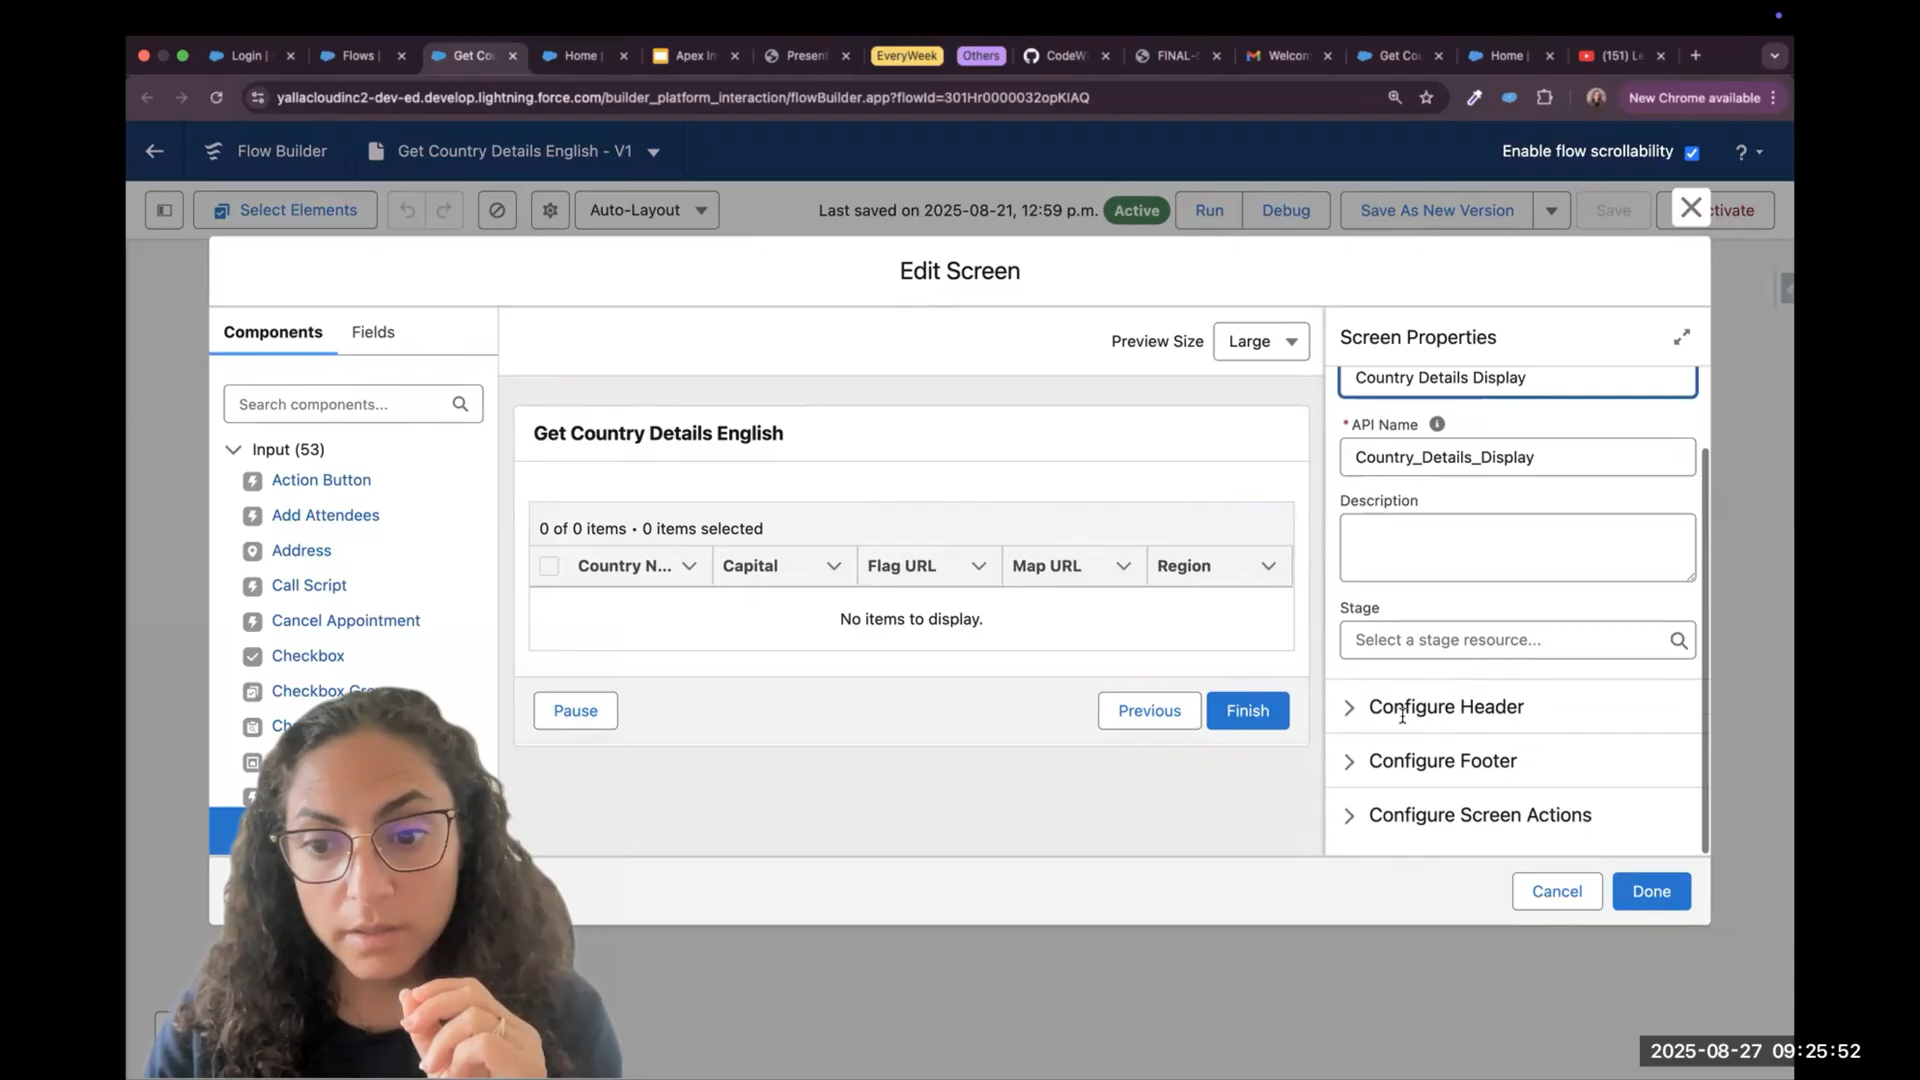 Login |
Flows |
Get Co
Home |
Apex In
Present
EveryWeek
Others
CodeW
FINAL-
Welcom
Get Co
Home |
(151) Le
yallacloudinc2-dev-ed.develop.lightning.force.com/builder_platform_interaction/flowBuilder.app?flowId=301Hr0000032opKIAQ
New Chrome available
Flow Builder
Get Country Details English - V1
Enable flow scrollability
?
Select Elements
Auto-Layout
Last saved on 2025-08-21, 12:59 p.m.
Active
Run
Debug
Save As New Version
Save
ctivate
Edit Screen
Components
Fields
Preview Size
Large
Screen Properties
Search components...
Input (53)
Action Button
Add Attendees
Address
Call Script
Cancel Appointment
Checkbox
Checkbox Gro
Ch
Get Country Details English
0 of 0 items • 0 items selected
Country N...
Capital
Flag URL
Map URL
Region
No items to display.
Pause
Previous
Finish
Country Details Display
* API Name
Country_Details_Display
Description
Stage
Select a stage resource...
Configure Header
Configure Footer
Configure Screen Actions
Cancel
Done
2025-08-27 09:25:52